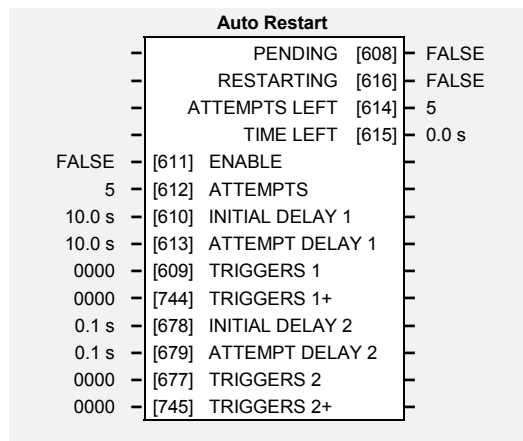 Auto Restart
PENDING [608] FALSE
RESTARTING [616] FALSE
ATTEMPTS LEFT [614] 5
TIME LEFT [615] 0.0 s
FALSE [611] ENABLE
5 [612] ATTEMPTS
10.0 s [610] INITIAL DELAY 1
10.0 s [613] ATTEMPT DELAY 1
0000 [609] TRIGGERS 1
0000 [744] TRIGGERS 1+
0.1 s [678] INITIAL DELAY 2
0.1 s [679] ATTEMPT DELAY 2
0000 [677] TRIGGERS 2
0000 [745] TRIGGERS 2+